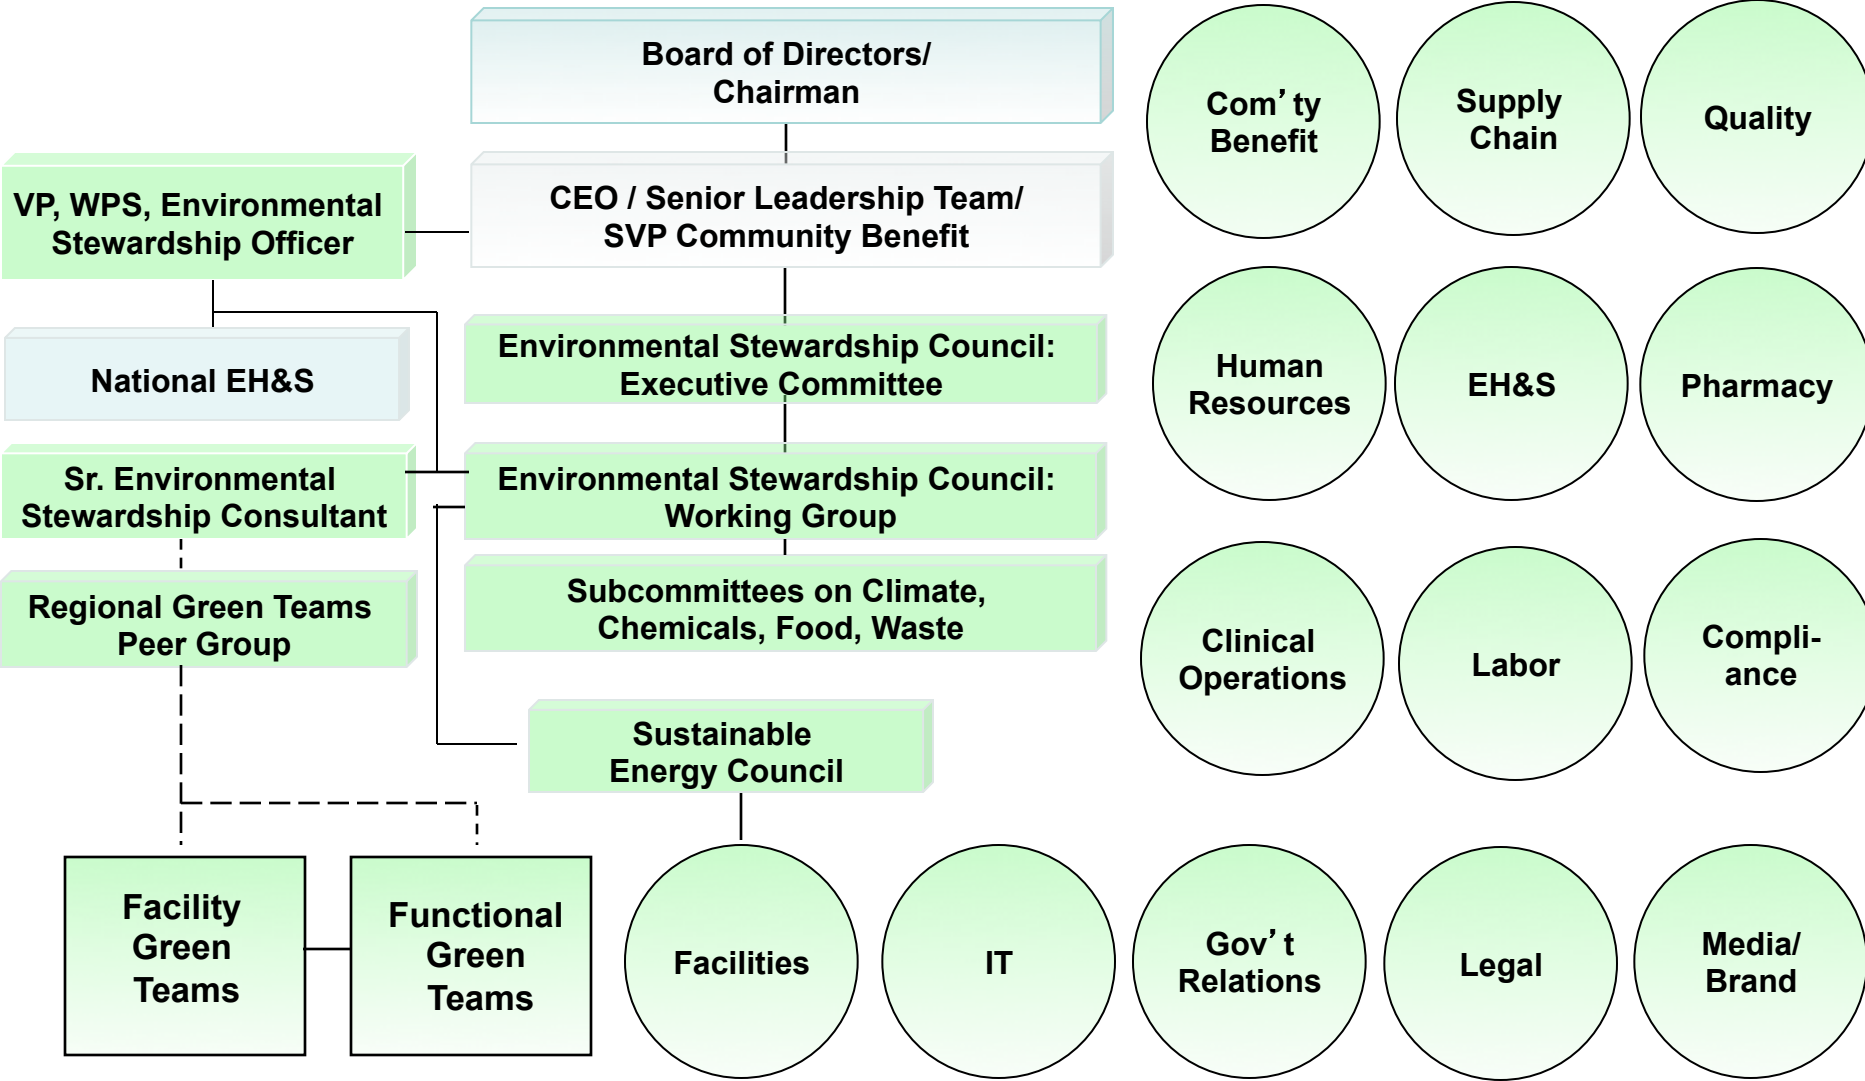 Board of Directors/
Chairman
VP, WPS, Environmental
Stewardship Officer
CEO / Senior Leadership Team/
SVP Community Benefit
National EH&S
Environmental Stewardship Council:
Executive Committee
Sr. Environmental
Stewardship Consultant
Environmental Stewardship Council:
Working Group
Regional Green Teams
Peer Group
Subcommittees on Climate,
Chemicals, Food, Waste
Sustainable
Energy Council
Facility
Green
Teams
Functional
Green
Teams
Com’ty
Benefit
Supply
Chain
Quality
Human
Resources
EH&S
Pharmacy
Clinical
Operations
Labor
Compli-
ance
Facilities
IT
Gov’t
Relations
Legal
Media/
Brand